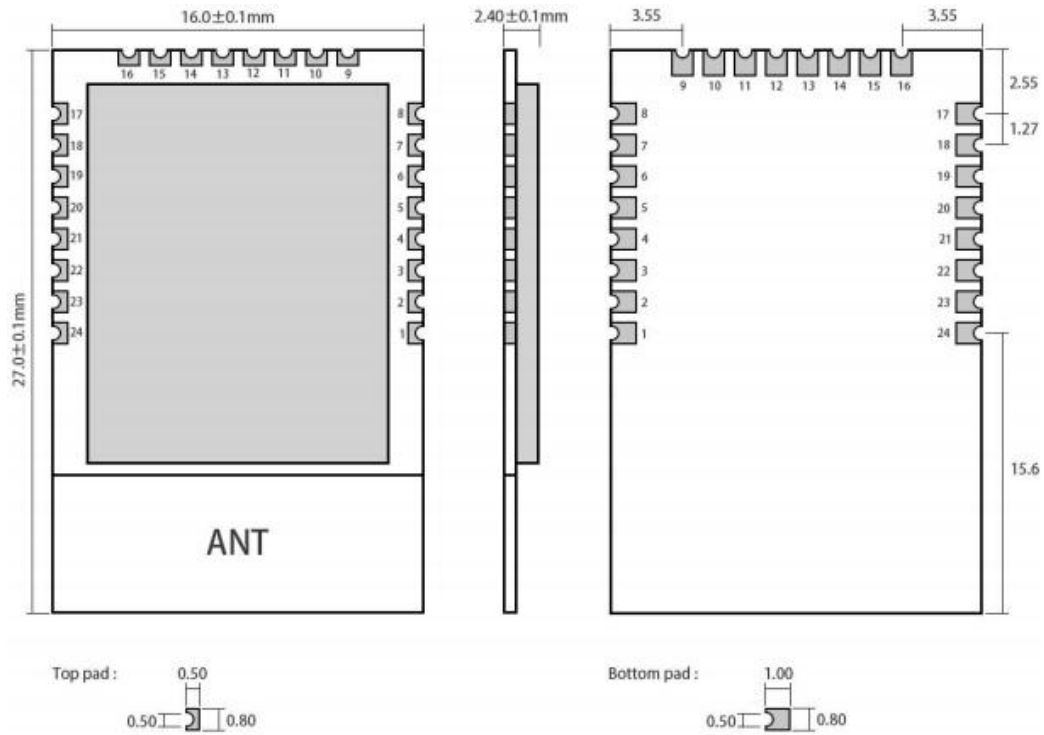 16.0±0.1mm
2.40±0.1mm
3.55
3.55
16 15 14 13 12 11 10 9
9 10 11 12 13 14 15 16
2.55
17 8
8 17
1.27
18 7
7 18
19 6
6 19
20 5
5 20
21 4
4 21
22 3
3 22
23 2
2 23
24 1
1 24
27.0±0.1mm
15.6
ANT
Top pad : 0.50
0.50 0.80
Bottom pad : 1.00
0.50 0.80